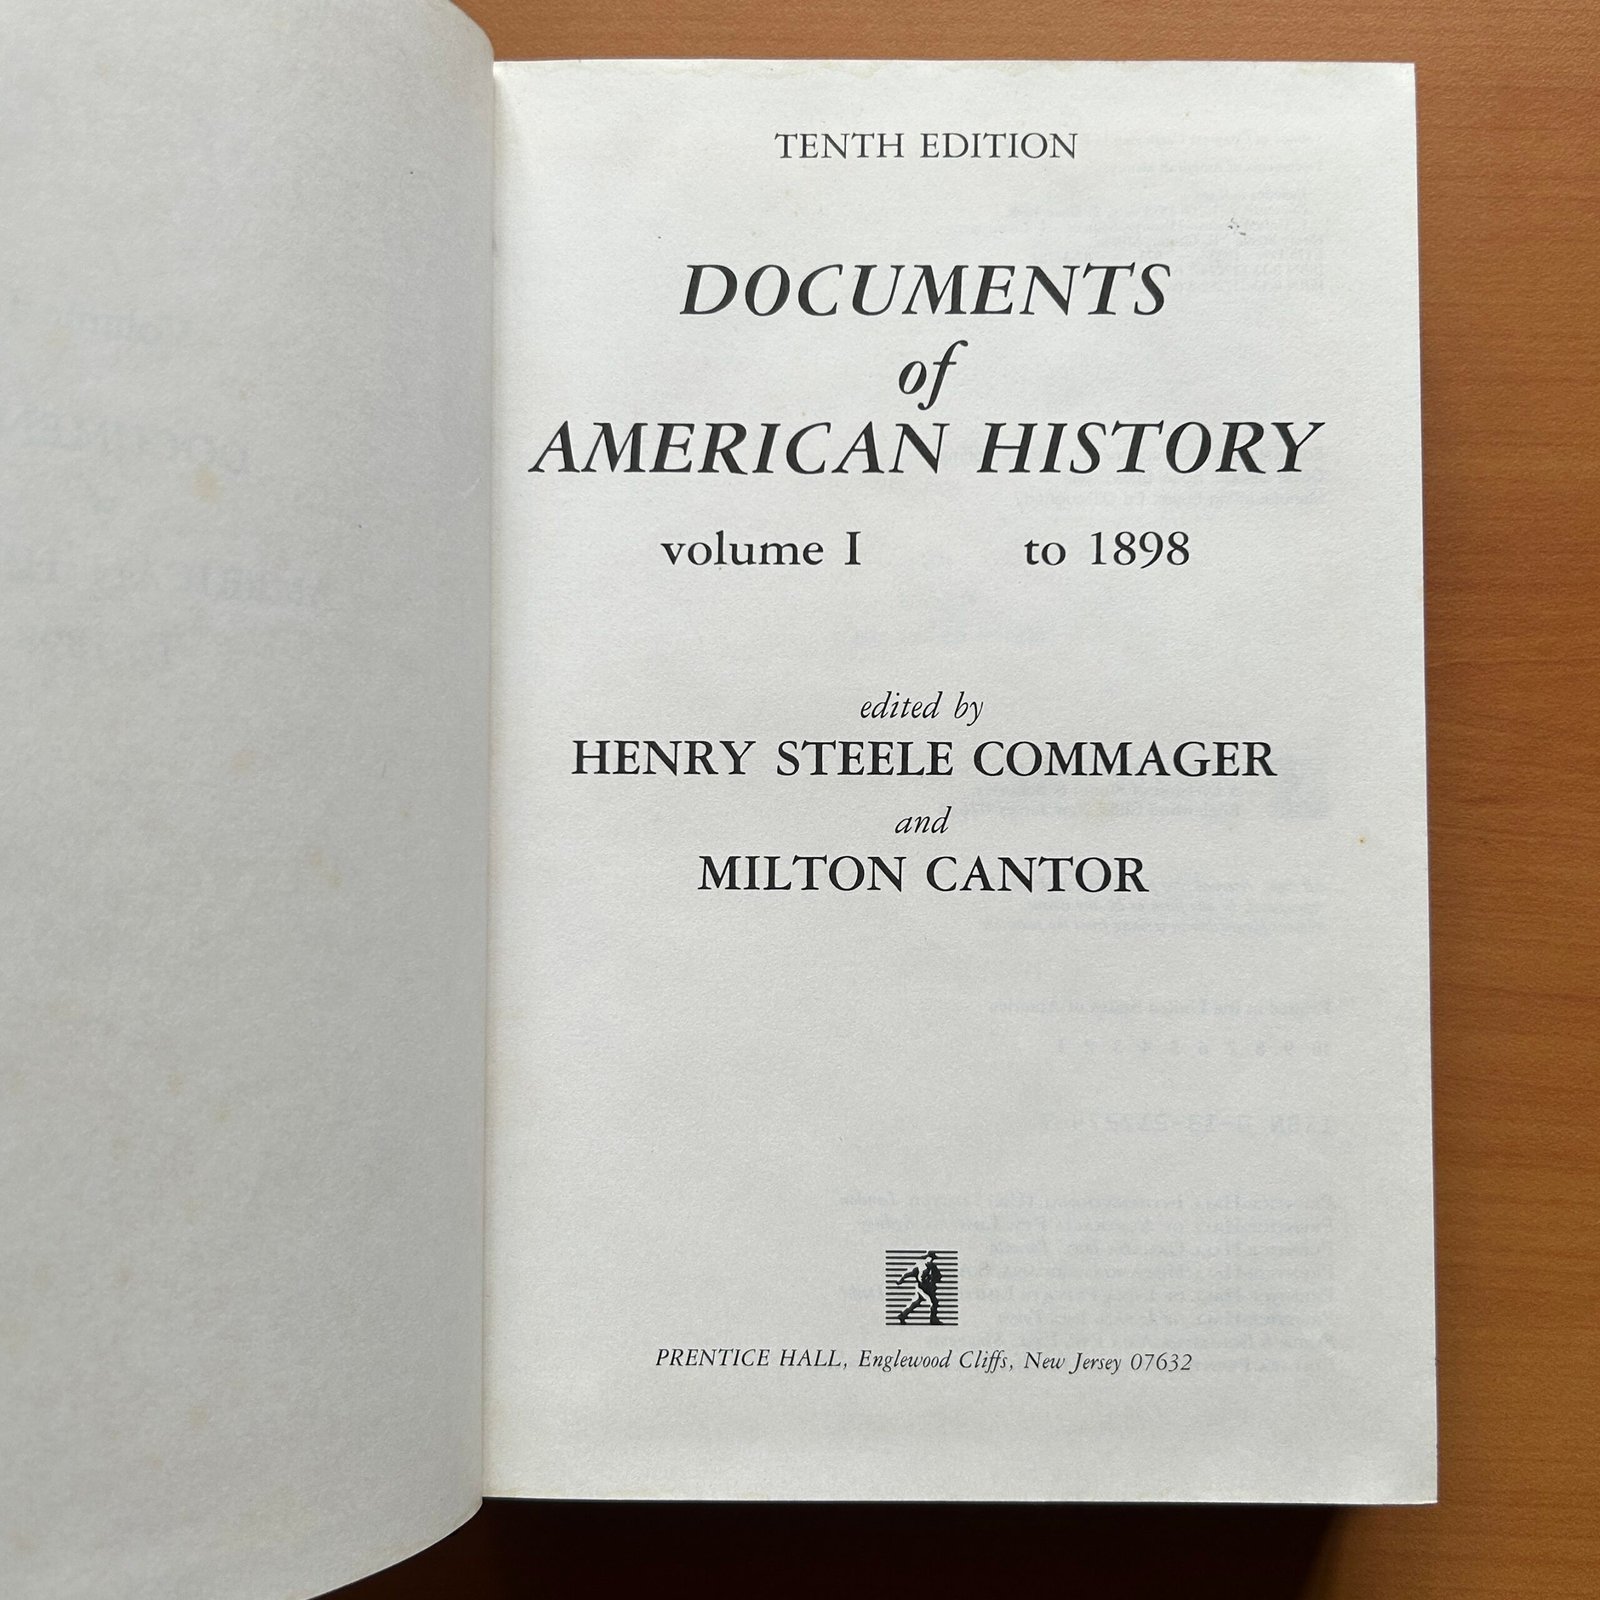 TENTH EDITION
DOCUMENTS
of
AMERICAN HISTORY
volume I to 1898
edited by
HENRY STEELE COMMAGER
and
MILTON CANTOR
PRENTICE HALL, Englewood Cliffs, New Jersey 07632